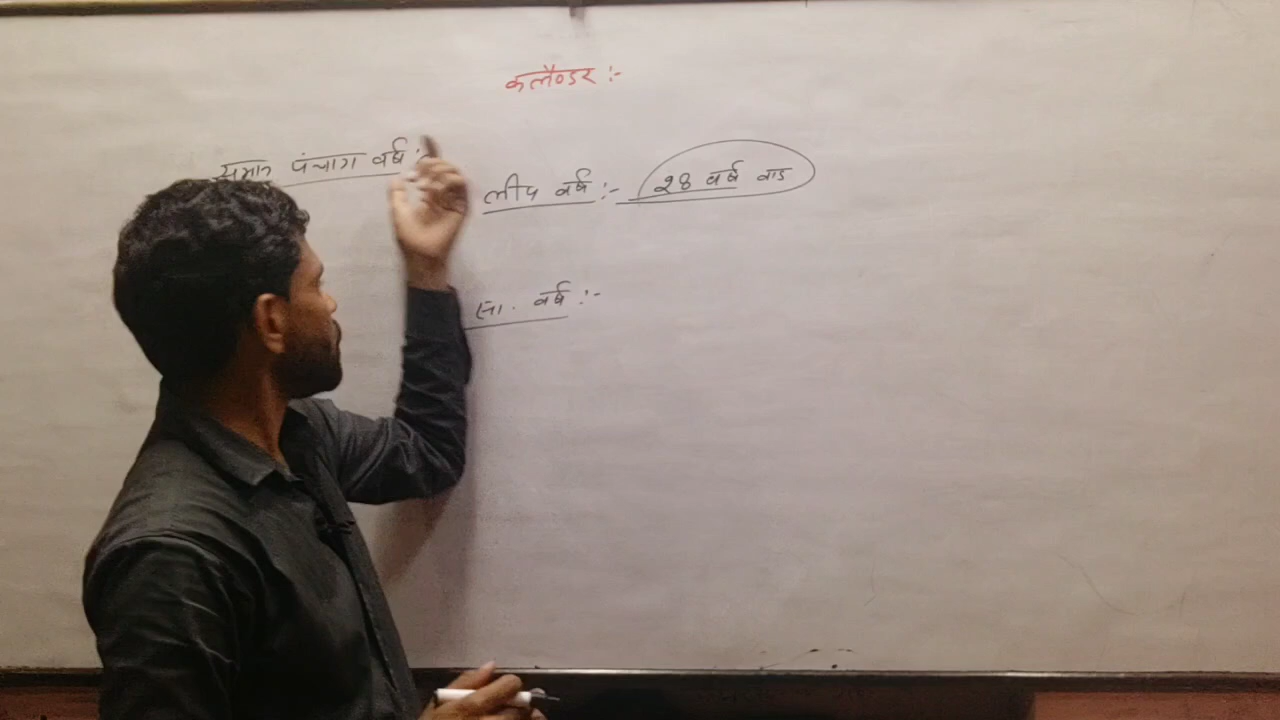 कलैण्डर :-
समान पंचाग वर्ष :-
लीप वर्ष :- 28 वर्ष बाद
सा. वर्ष :-